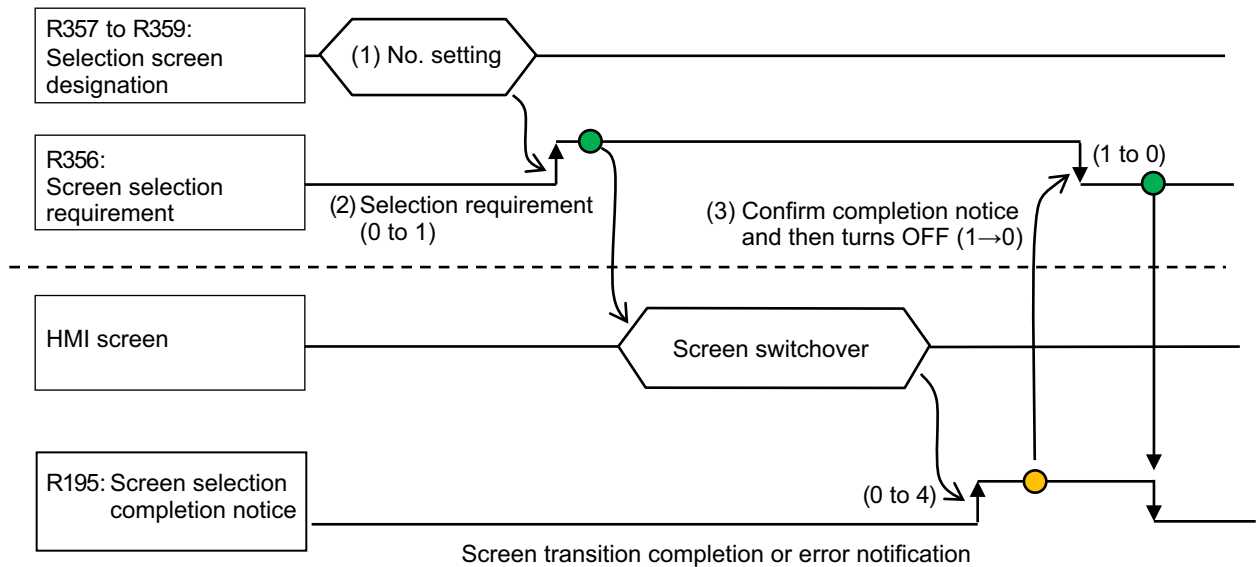 R357 to R359:
Selection screen
designation
(1) No. setting
R356:
Screen selection
requirement
(2) Selection requirement
(0 to 1)
(1 to 0)
(3) Confirm completion notice
and then turns OFF (1→0)
HMI screen
Screen switchover
R195: Screen selection
completion notice
(0 to 4)
Screen transition completion or error notification